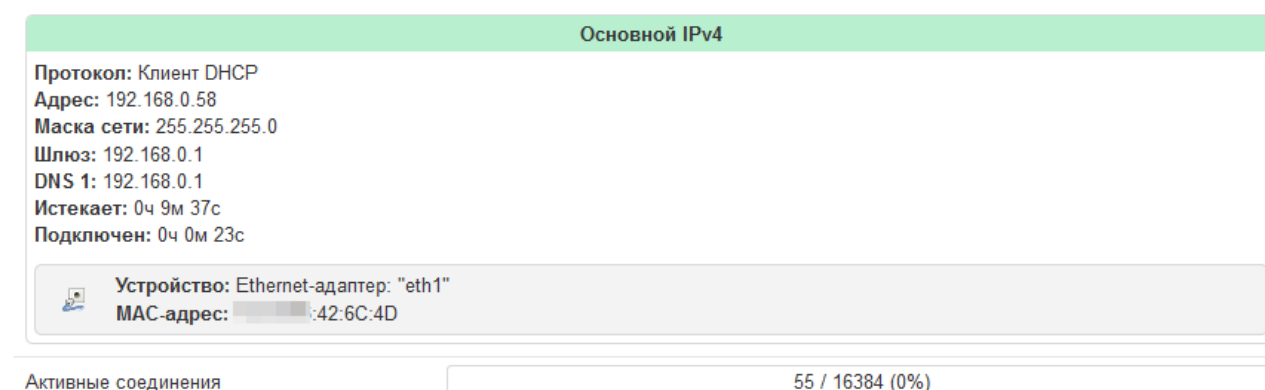 Основной IPv4
Протокол: Клиент DHCP
Адрес: 192.168.0.58
Маска сети: 255.255.255.0
Шлюз: 192.168.0.1
DNS 1: 192.168.0.1
Истекает: 0ч 9м 37с
Подключен: 0ч 0м 23с
Устройство: Ethernet-адаптер: "eth1"
MAC-адрес: :42:6C:4D
Активные соединения 55 / 16384 (0%)